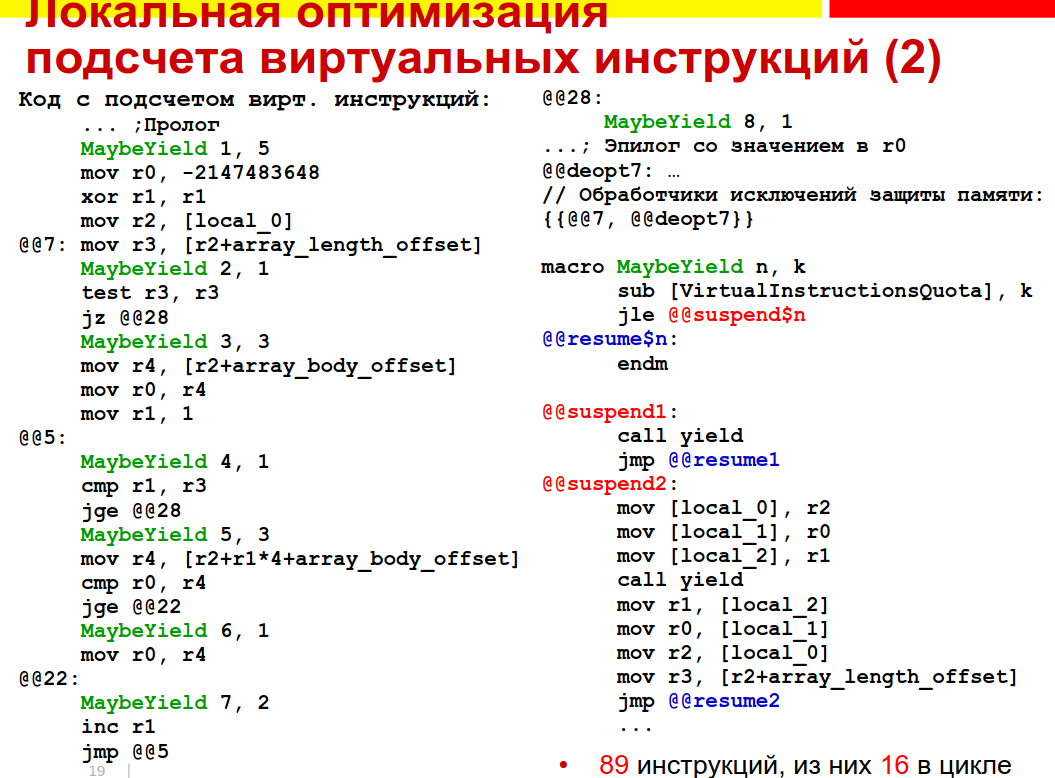 Локальная оптимизация
подсчета виртуальных инструкций (2)
Код с подсчетом вирт. инструкций:
... ;Пролог
MaybeYield 1, 5
mov r0, -2147483648
xor r1, r1
mov r2, [local_0]
@@7: mov r3, [r2+array_length_offset]
MaybeYield 2, 1
test r3, r3
jz @@28
MaybeYield 3, 3
mov r4, [r2+array_body_offset]
mov r0, r4
mov r1, 1
@@5:
MaybeYield 4, 1
cmp r1, r3
jge @@28
MaybeYield 5, 3
mov r4, [r2+r1*4+array_body_offset]
cmp r0, r4
jge @@22
MaybeYield 6, 1
mov r0, r4
@@22:
MaybeYield 7, 2
inc r1
jmp @@5
19 |
@@28:
MaybeYield 8, 1
...; Эпилог со значением в r0
@@deopt7: …
// Обработчики исключений защиты памяти:
{{@@7, @@deopt7}}
macro MaybeYield n, k
sub [VirtualInstructionsQuota], k
jle @@suspend$n
@@resume$n:
endm
@@suspend1:
call yield
jmp @@resume1
@@suspend2:
mov [local_0], r2
mov [local_1], r0
mov [local_2], r1
call yield
mov r1, [local_2]
mov r0, [local_1]
mov r2, [local_0]
mov r3, [r2+array_length_offset]
jmp @@resume2
...
• 89 инструкций, из них 16 в цикле